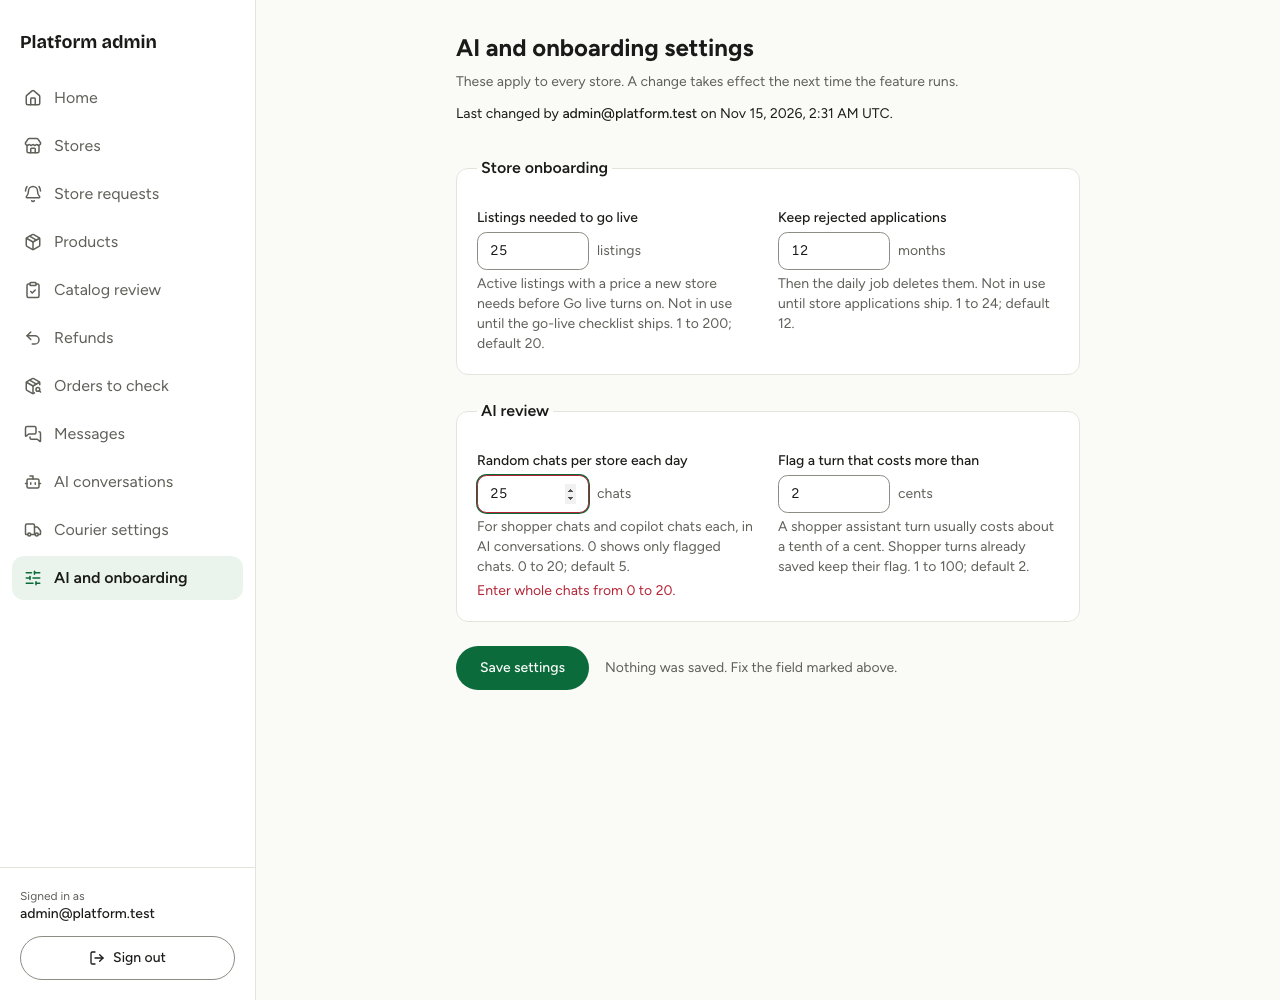 Platform admin
Home
Stores
Store requests
Products
Catalog review
Refunds
Orders to check
Messages
AI conversations
Courier settings
AI and onboarding
Signed in as
admin@platform.test
Sign out
AI and onboarding settings
These apply to every store. A change takes effect the next time the feature runs.
Last changed by admin@platform.test on Nov 15, 2026, 2:31 AM UTC.
Store onboarding
Listings needed to go live
25 listings
Active listings with a price a new store
needs before Go live turns on. Not in use
until the go-live checklist ships. 1 to 200;
default 20.
Keep rejected applications
12 months
Then the daily job deletes them. Not in use
until store applications ship. 1 to 24; default
12.
AI review
Random chats per store each day
25 chats
For shopper chats and copilot chats each, in
AI conversations. 0 shows only flagged
chats. 0 to 20; default 5.
Enter whole chats from 0 to 20.
Flag a turn that costs more than
2 cents
A shopper assistant turn usually costs about
a tenth of a cent. Shopper turns already
saved keep their flag. 1 to 100; default 2.
Save settings
Nothing was saved. Fix the field marked above.